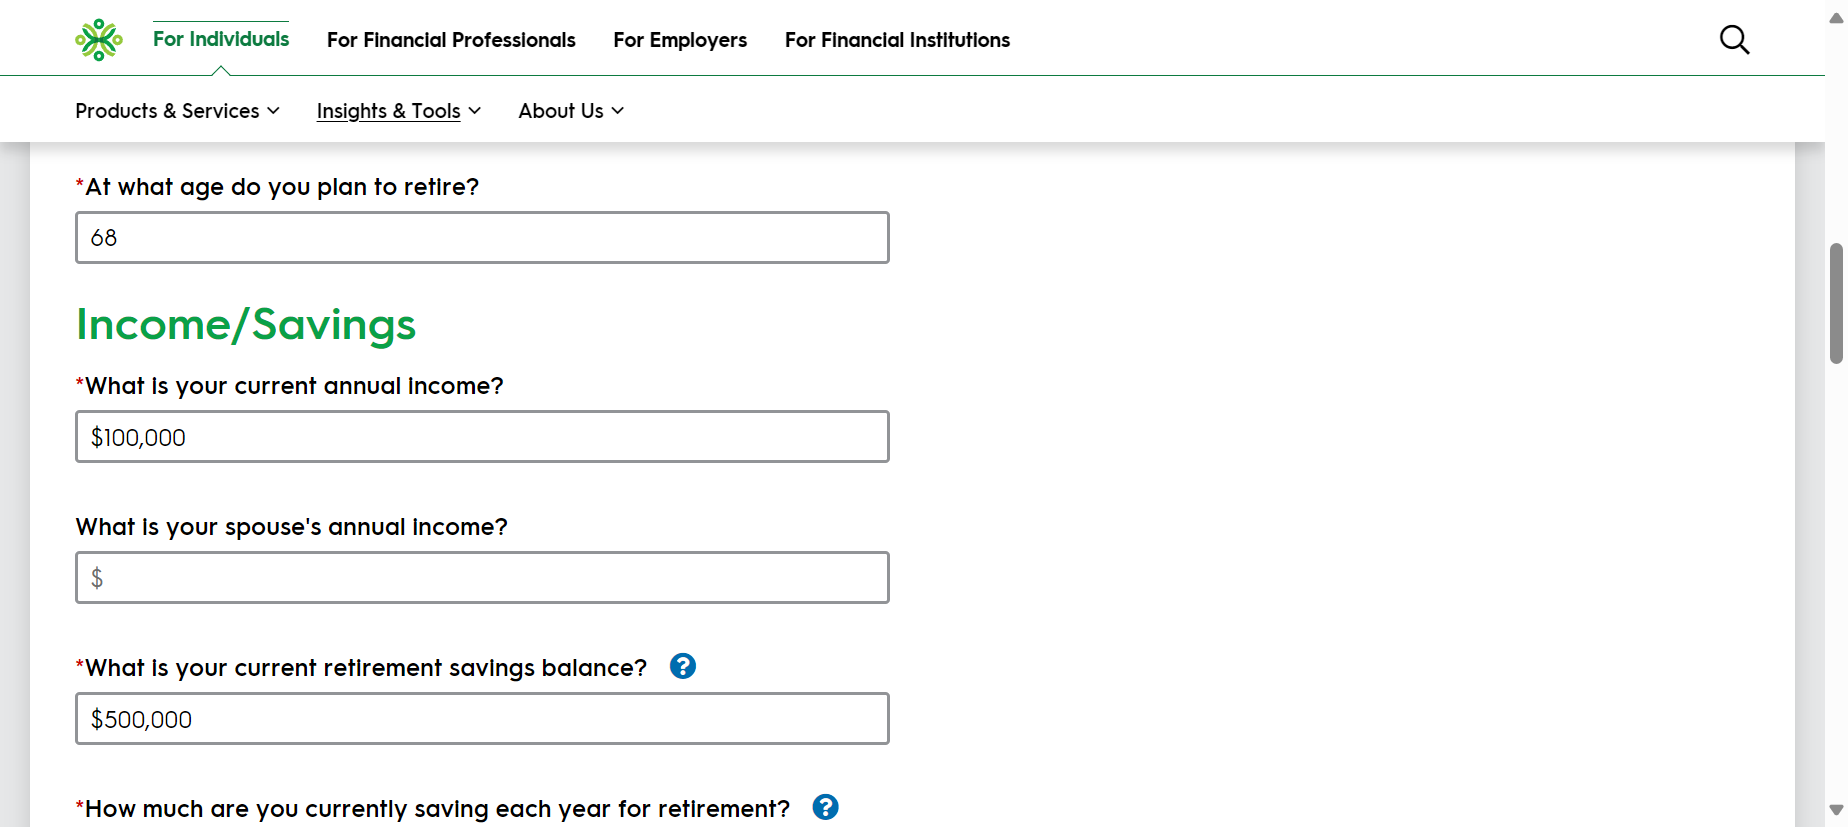 For Individuals
For Financial Professionals
For Employers
For Financial Institutions
Products & Services
Insights & Tools
About Us
*At what age do you plan to retire?
68
Income/Savings
*What is your current annual income?
$100,000
What is your spouse's annual income?
$
*What is your current retirement savings balance? ?
$500,000
*How much are you currently saving each year for retirement? ?